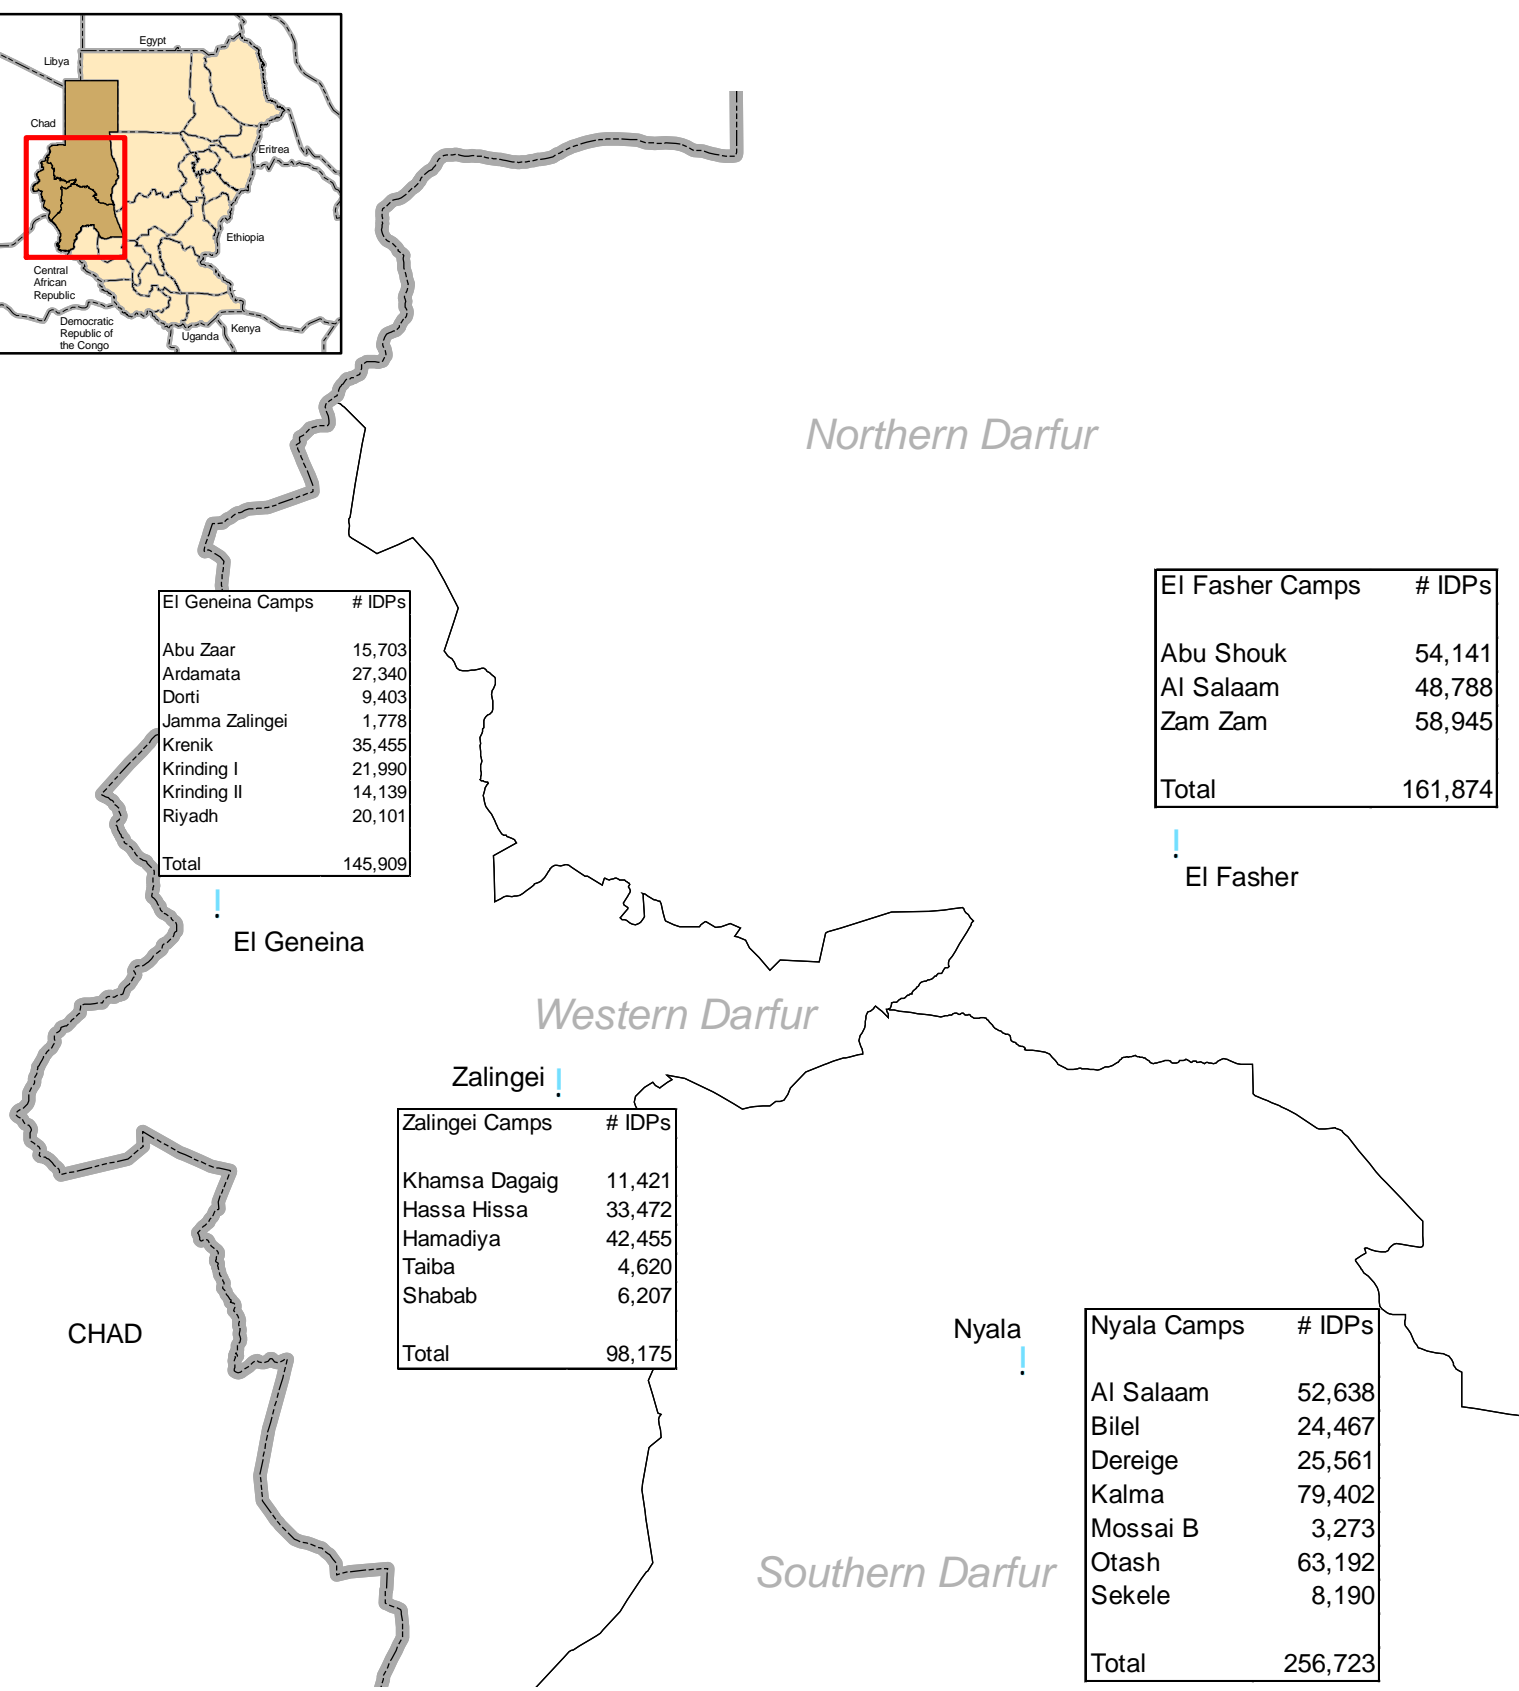 Egypt
Libya
Chad
Eritrea
Ethiopia
Central
African
Republic
Democratic
Republic of
the Congo
Uganda
Kenya
Northern Darfur
El Geneina Camps # IDPs
Abu Zaar 15,703
Ardamata 27,340
Dorti 9,403
Jamma Zalingei 1,778
Krenik 35,455
Krinding I 21,990
Krinding II 14,139
Riyadh 20,101
Total 145,909
El Geneina
El Fasher Camps # IDPs
Abu Shouk 54,141
Al Salaam 48,788
Zam Zam 58,945
Total 161,874
El Fasher
Western Darfur
Zalingei
Zalingei Camps # IDPs
Khamsa Dagaig 11,421
Hassa Hissa 33,472
Hamadiya 42,455
Taiba 4,620
Shabab 6,207
Total 98,175
CHAD
Nyala
Nyala Camps # IDPs
Al Salaam 52,638
Bilel 24,467
Dereige 25,561
Kalma 79,402
Mossai B 3,273
Otash 63,192
Sekele 8,190
Total 256,723
Southern Darfur